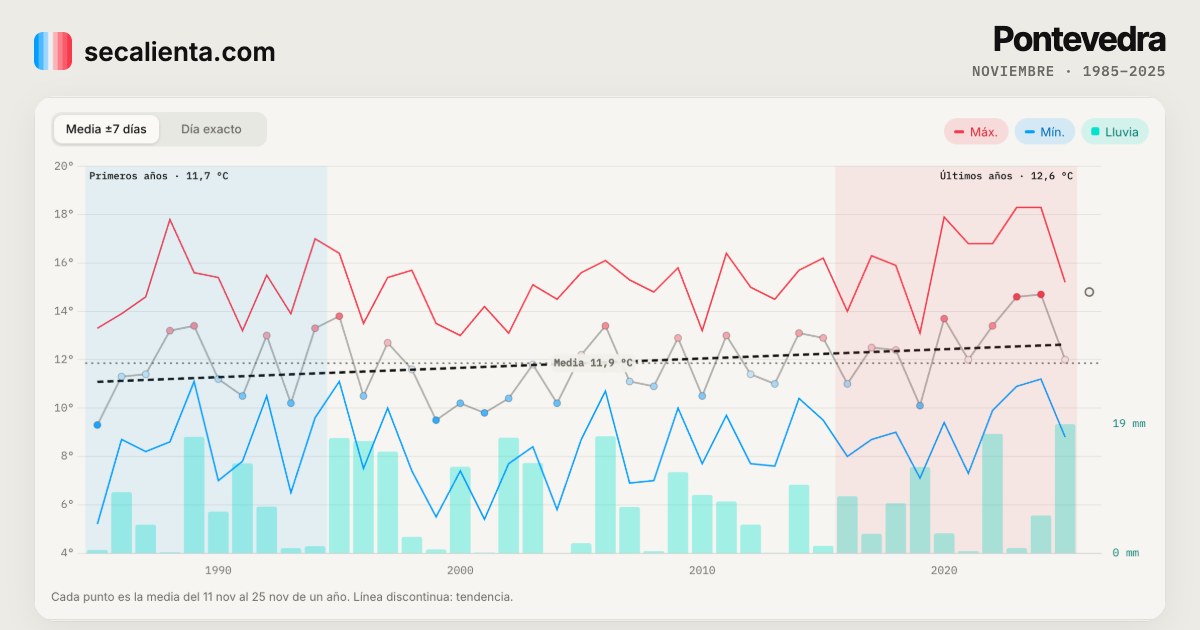 secalienta.com
Pontevedra
NOVIEMBRE · 1985–2025
Media ±7 días
Día exacto
Máx.
Mín.
Lluvia
Primeros años · 11,7 °C
Últimos años · 12,6 °C
20°
18°
16°
14°
12°
10°
8°
6°
4°
Media 11,9 °C
19 mm
0 mm
1990
2000
2010
2020
Cada punto es la media del 11 nov al 25 nov de un año. Línea discontinua: tendencia.